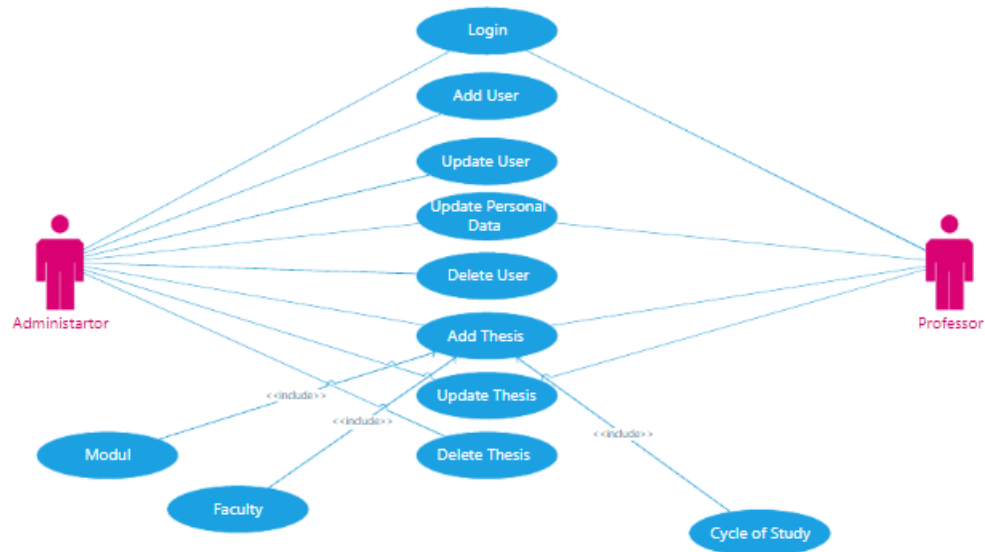 Login
Add User
Update User
Update Personal
Data
Delete User
Administartor
Professor
Add Thesis
<<include>>
Update Thesis
<<include>>
<<include>>
Modul
Delete Thesis
Faculty
Cycle of Study